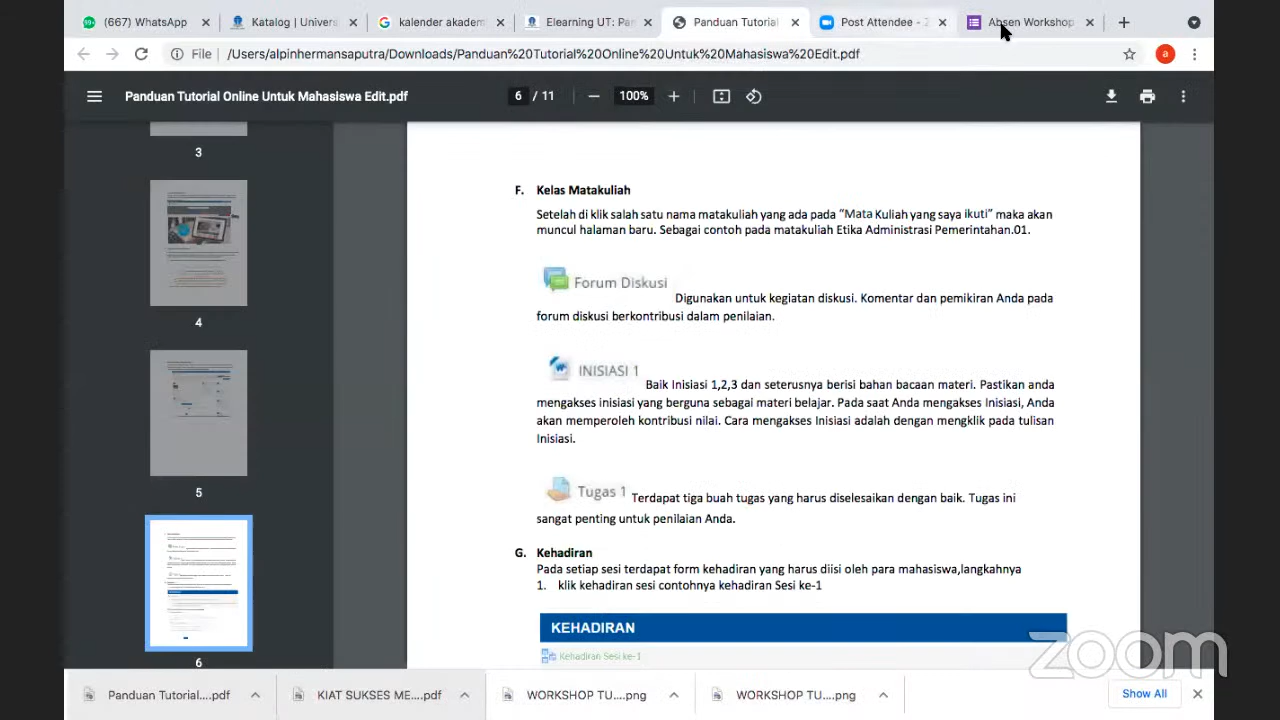 (667) WhatsApp
Katalog | Univers
kalender akadem
Elearning UT: Pan
Panduan Tutorial
Post Attendee - Z
Absen Workshop
File /Users/alpinnermansaputra/Downloads/Panduan%20Tutorial%20Online%20Untuk%20Mahasiswa%20Edit.pdf
a
Panduan Tutorial Online Untuk Mahasiswa Edit.pdf
6 / 11
100%
3
4
5
6
F. Kelas Matakuliah
Setelah di klik salah satu nama matakuliah yang ada pada “Mata Kuliah yang saya ikuti” maka akan
muncul halaman baru. Sebagai contoh pada matakuliah Etika Administrasi Pemerintahan.01.
Forum Diskusi
Digunakan untuk kegiatan diskusi. Komentar dan pemikiran Anda pada
forum diskusi berkontribusi dalam penilaian.
INISIASI 1
Baik Inisiasi 1,2,3 dan seterusnya berisi bahan bacaan materi. Pastikan anda
mengakses inisiasi yang berguna sebagai materi belajar. Pada saat Anda mengakses Inisiasi, Anda
akan memperoleh kontribusi nilai. Cara mengakses Inisiasi adalah dengan mengklik pada tulisan
Inisiasi.
Tugas 1 Terdapat tiga buah tugas yang harus diselesaikan dengan baik. Tugas ini
sangat penting untuk penilaian Anda.
G. Kehadiran
Pada setiap sesi terdapat form kehadiran yang harus diisi oleh para mahasiswa,langkahnya
1. klik kehadiran sesi contohnya kehadiran Sesi ke-1
KEHADIRAN
Kehadiran Sesi ke-1
zoom
Panduan Tutorial....pdf
KIAT SUKSES ME....pdf
WORKSHOP TU....png
WORKSHOP TU....png
Show All